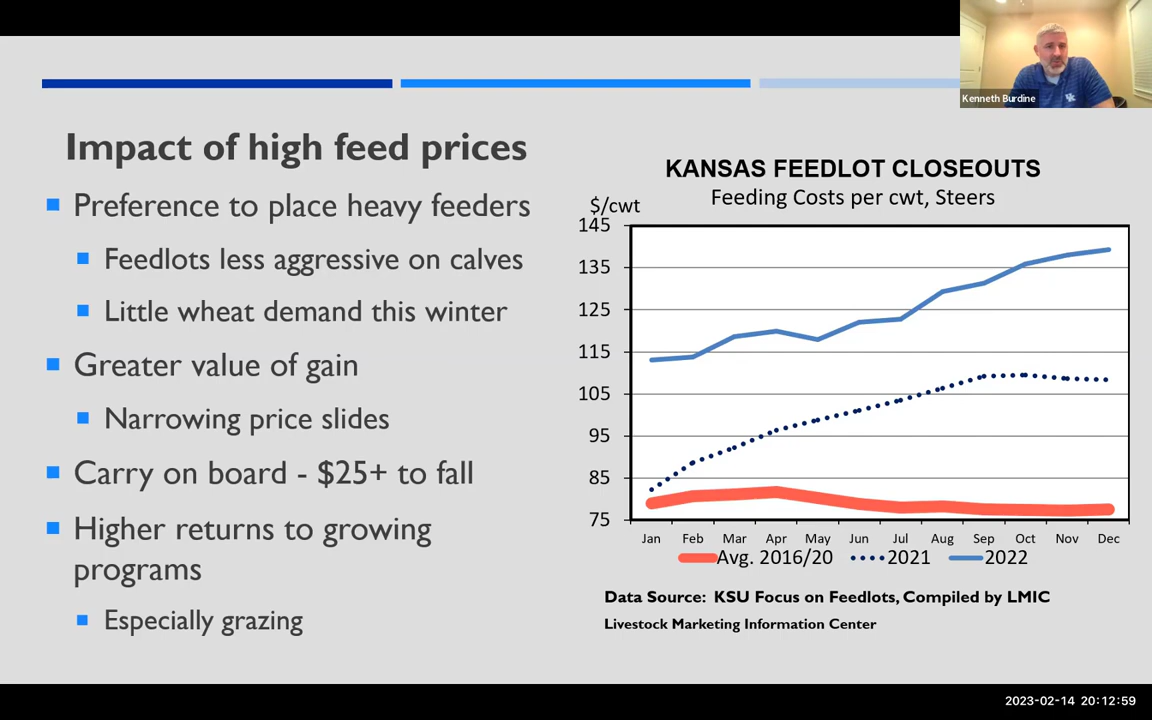 Kenneth Burdine
Impact of high feed prices
Preference to place heavy feeders
Feedlots less aggressive on calves
Little wheat demand this winter
Greater value of gain
Narrowing price slides
Carry on board - $25+ to fall
Higher returns to growing
programs
Especially grazing
KANSAS FEEDLOT CLOSEOUTS
Feeding Costs per cwt, Steers
$/cwt
145
135
125
115
105
95
85
75
Jan Feb Mar Apr May Jun Jul Aug Sep Oct Nov Dec
Avg. 2016/20 2021 2022
Data Source: KSU Focus on Feedlots, Compiled by LMIC
Livestock Marketing Information Center
2023-02-14 20:12:59